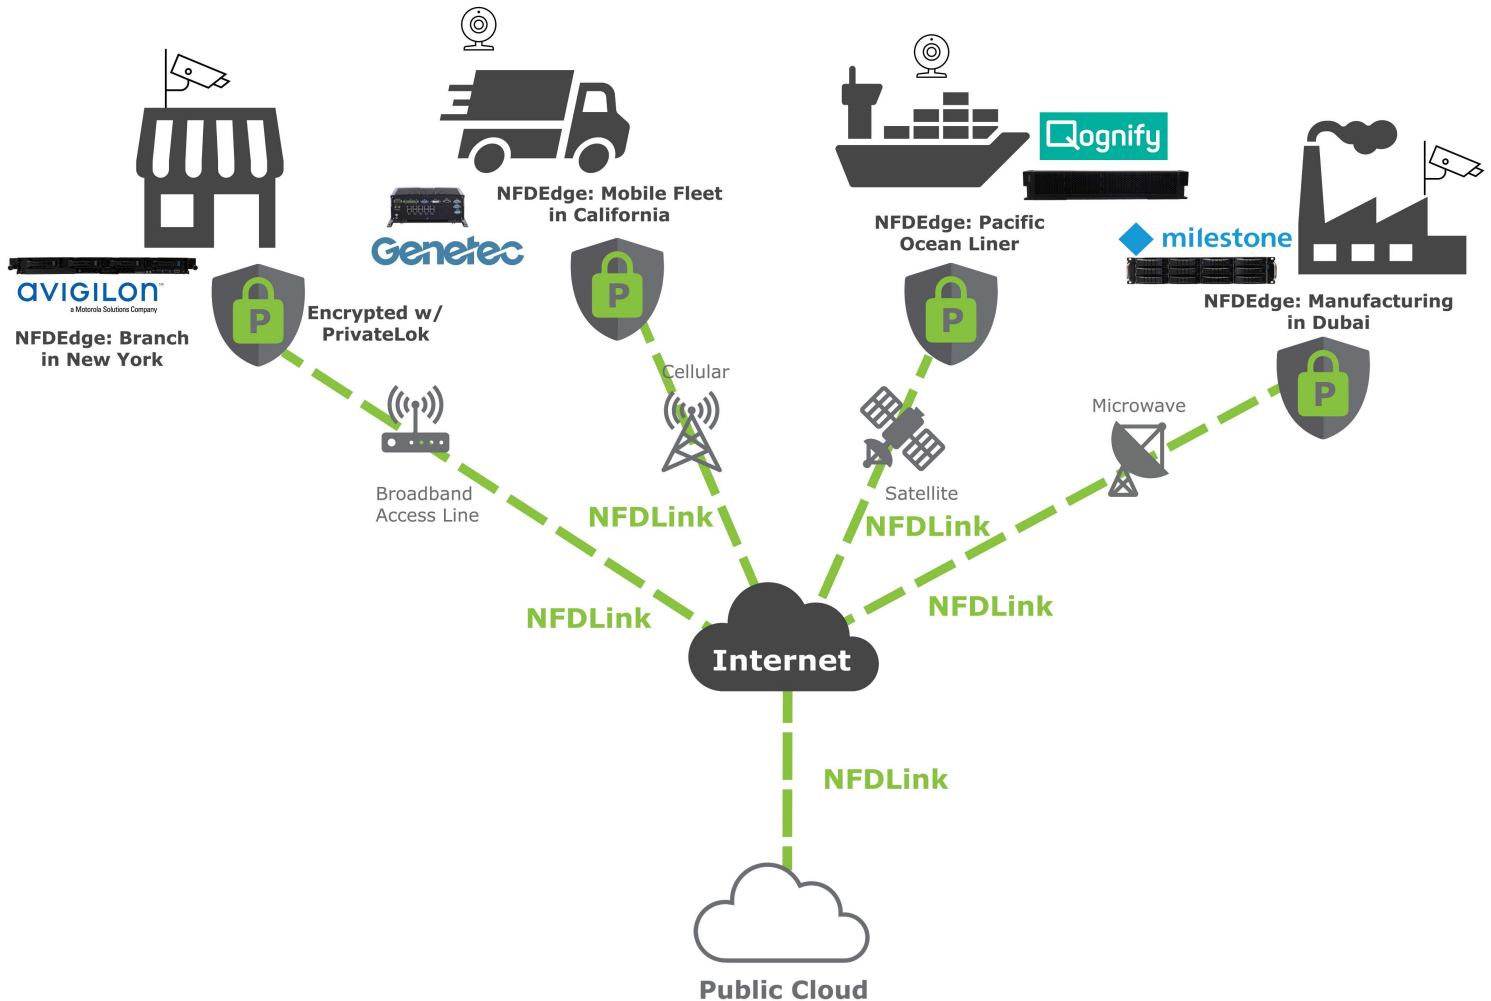 Qognify
NFDEdge: Mobile Fleet
in California
Genetec
NFDEdge: Pacific
Ocean Liner
milestone
AVIGILON™
a Motorola Solutions Company
NFDEdge: Branch
in New York
P
Encrypted w/
PrivateLok
P
P
NFDEdge: Manufacturing
in Dubai
P
Cellular
Microwave
Broadband
Access Line
Satellite
NFDLink
NFDLink
NFDLink
NFDLink
Internet
NFDLink
Public Cloud